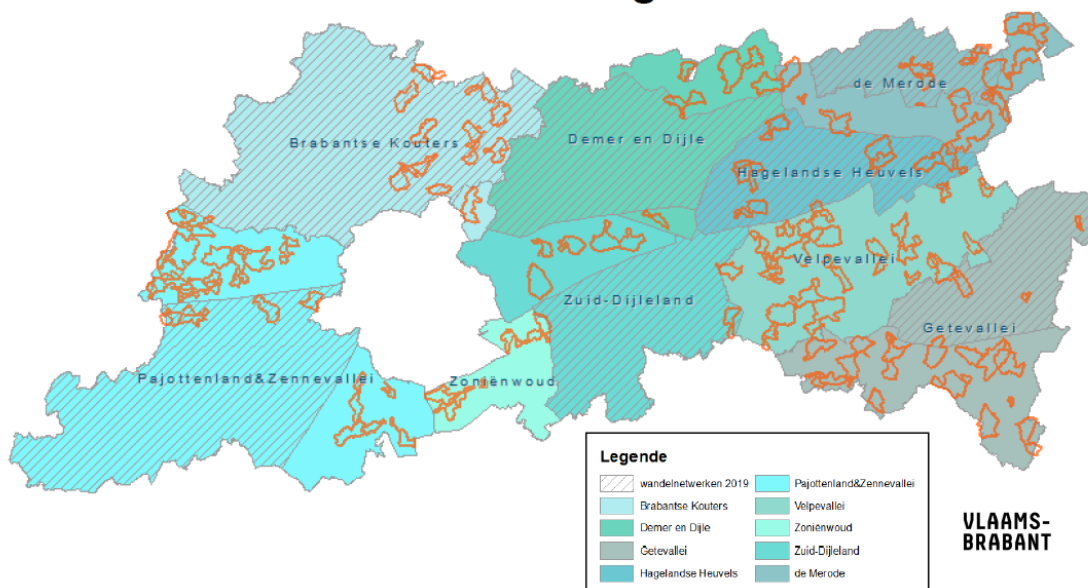 g
de Merode
Brabantse Kouters
Demer en Dijle
Hagelandse Heuvels
Velpevallei
Zuid-Dijleland
Getevallei
Pajottenland&Zennevallei
Zoniënwoud
Legende
wandelnetwerken 2019
Brabantse Kouters
Demer en Dijle
Getevallei
Hagelandse Heuvels
Pajottenland&Zennevallei
Velpevallei
Zoniënwoud
Zuid-Dijleland
de Merode
VLAAMS-
BRABANT